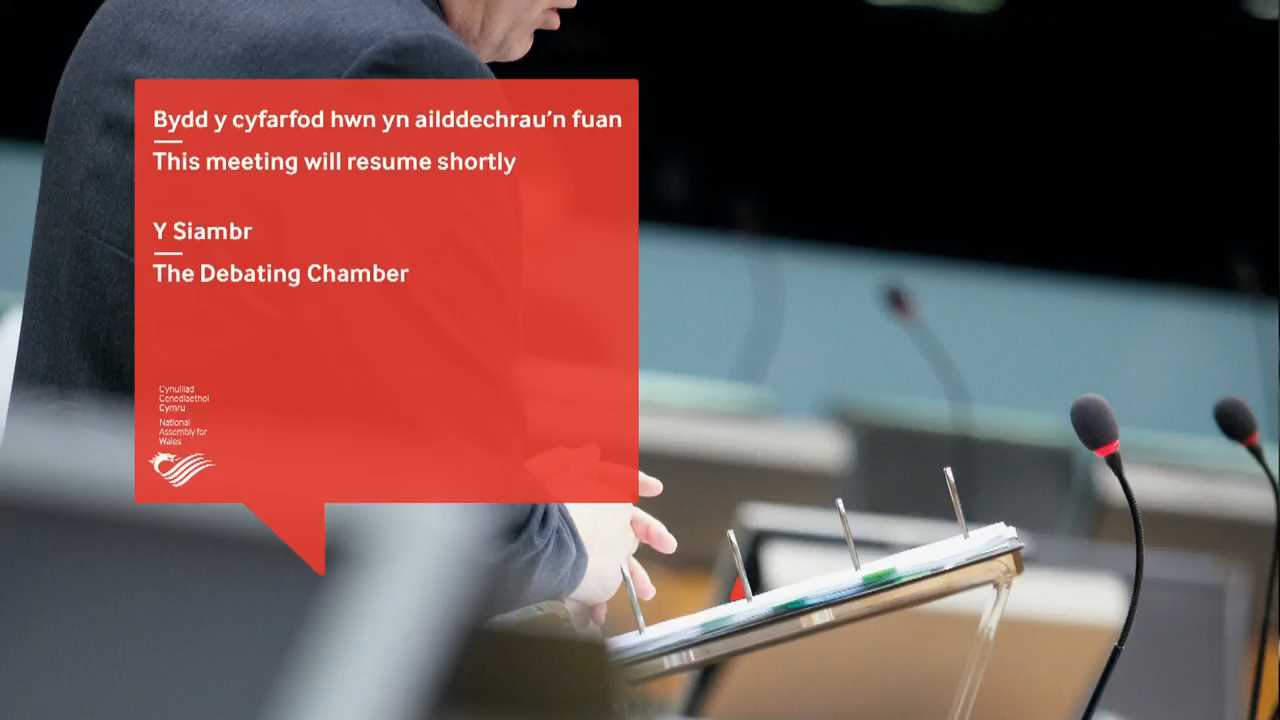 Bydd y cyfarfod hwn yn ailddechrau’n fuan
This meeting will resume shortly
Y Siambr
The Debating Chamber
Cynulliad
Cenedlaethol
Cymru
National
Assembly for
Wales